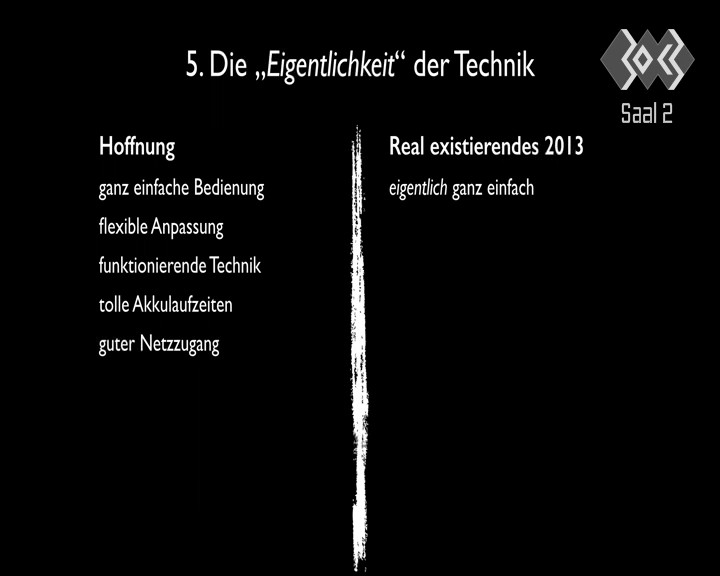 5. Die „Eigentlichkeit“ der Technik
Saal 2
Hoffnung
ganz einfache Bedienung
flexible Anpassung
funktionierende Technik
tolle Akkulaufzeiten
guter Netzzugang
Real existierendes 2013
eigentlich ganz einfach